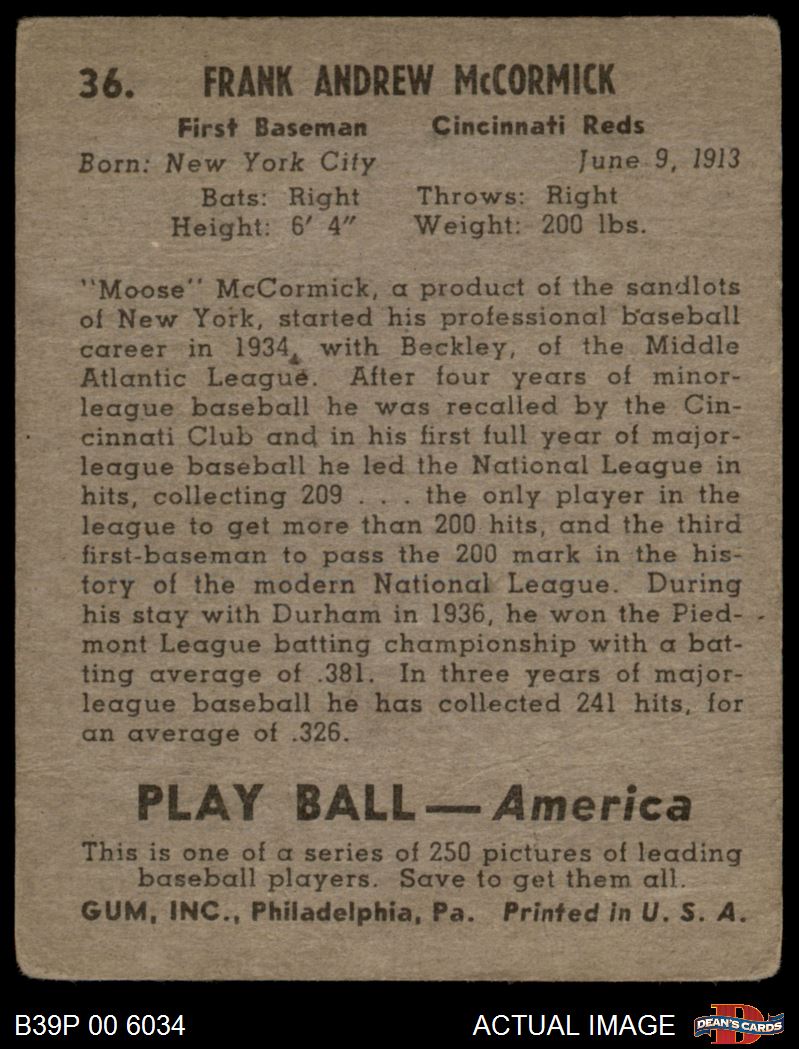 36. FRANK ANDREW McCORMICK
First Baseman Cincinnati Reds
Born: New York City June 9, 1913
Bats: Right Throws: Right
Height: 6' 4" Weight: 200 lbs.
"Moose" McCormick, a product of the sandlots
of New York, started his professional baseball
career in 1934, with Beckley, of the Middle
Atlantic League. After four years of minor-
league baseball he was recalled by the Cin-
cinnati Club and in his first full year of major-
league baseball he led the National League in
hits, collecting 209 . . . the only player in the
league to get more than 200 hits, and the third
first-baseman to pass the 200 mark in the his-
tory of the modern National League. During
his stay with Durham in 1936, he won the Pied-
mont League batting championship with a bat-
ting average of .381. In three years of major-
league baseball he has collected 241 hits, for
an average of .326.
PLAY BALL — America
This is one of a series of 250 pictures of leading
baseball players. Save to get them all.
GUM, INC., Philadelphia, Pa. Printed in U. S. A.
B39P 00 6034 ACTUAL IMAGE DEAN'S CARDS